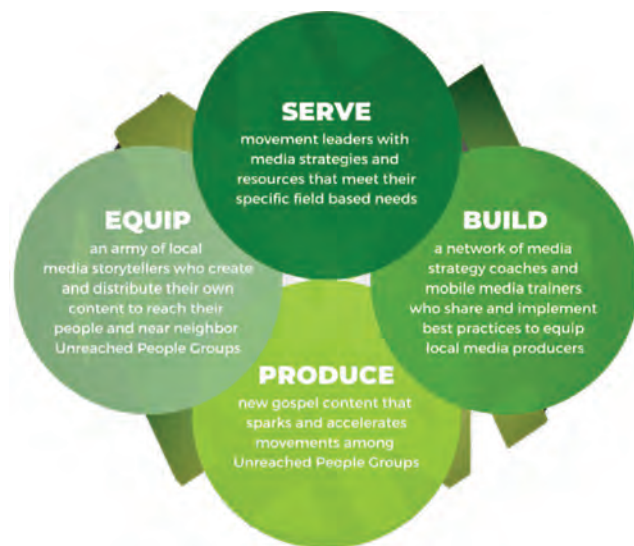 SERVE
movement leaders with
media strategies and
resources that meet their
specific field based needs
EQUIP
an army of local
media storytellers who create
and distribute their own
content to reach their
people and near neighbor
Unreached People Groups
BUILD
a network of media
strategy coaches and
mobile media trainers
who share and implement
best practices to equip
local media producers
PRODUCE
new gospel content that
sparks and accelerates
movements among
Unreached People Groups